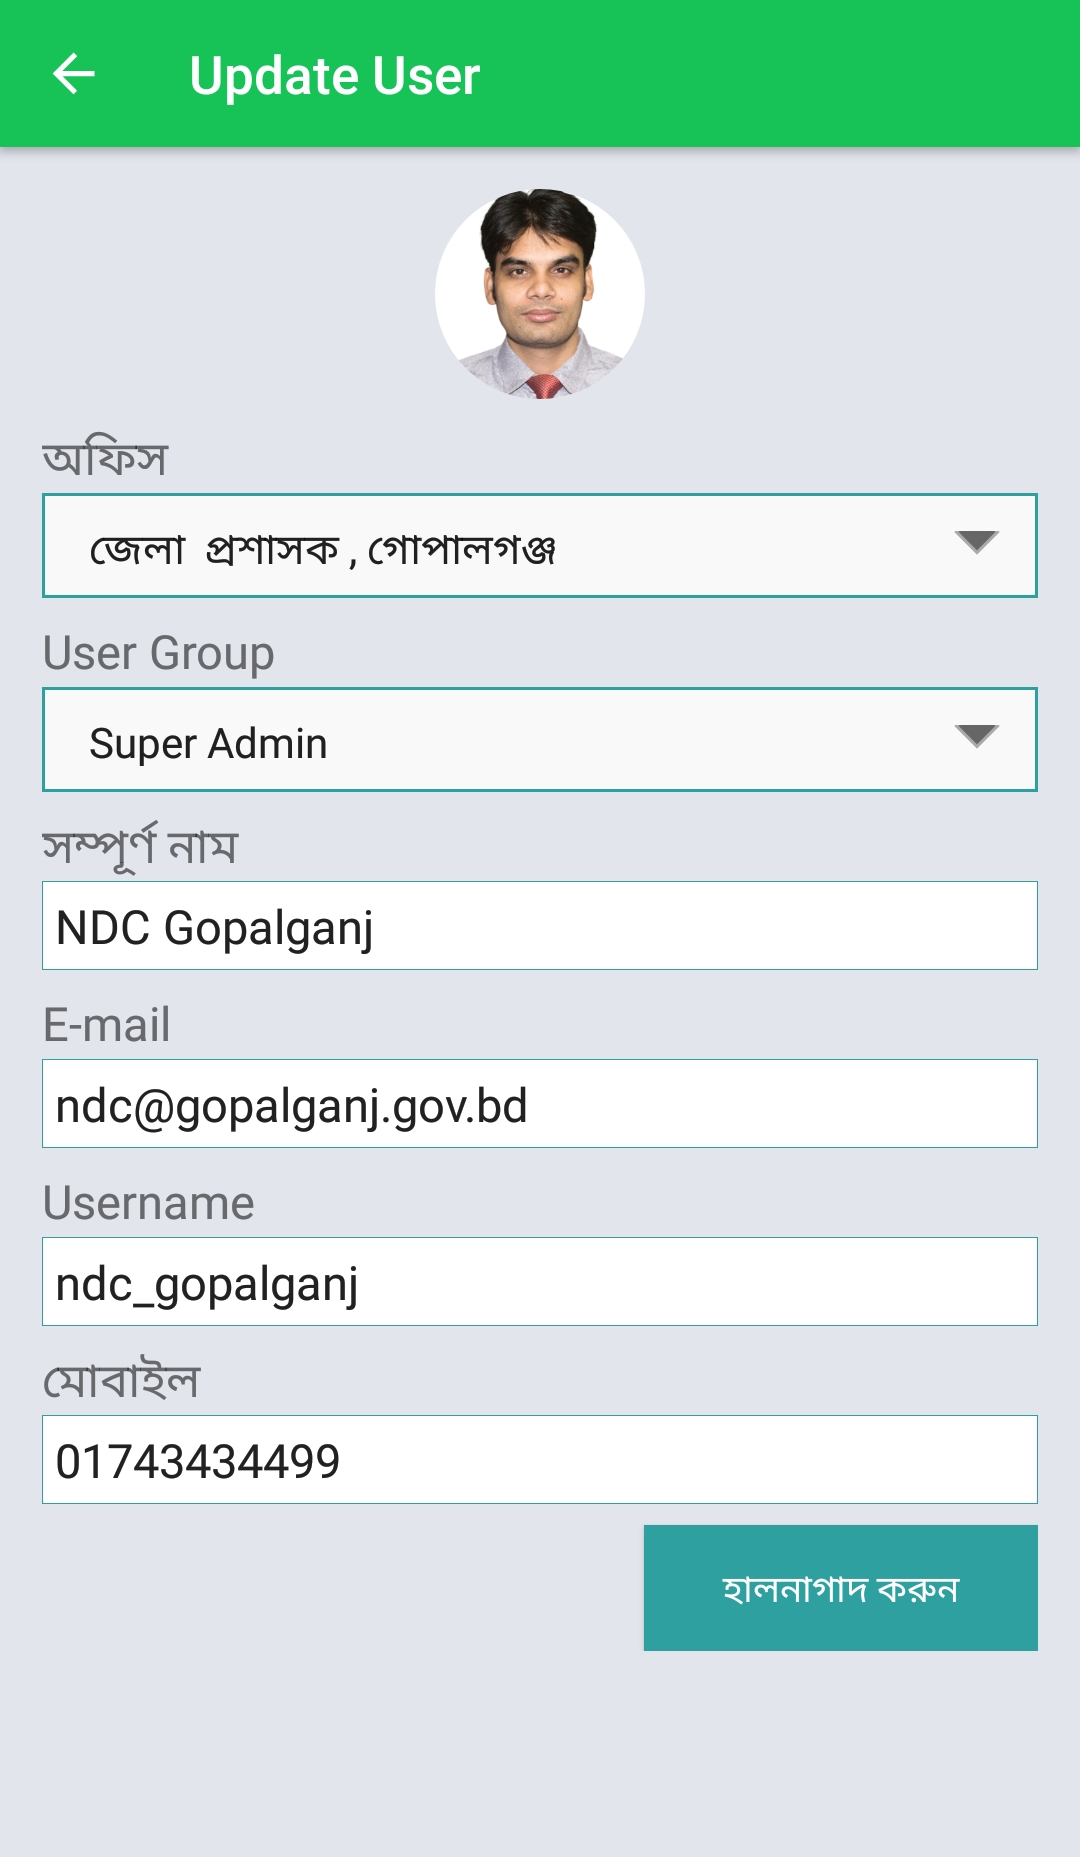 Update User
অফিস
জেলা প্রশাসক , গোপালগঞ্জ
User Group
Super Admin
সম্পূর্ণ নাম
NDC Gopalganj
E-mail
ndc@gopalganj.gov.bd
Username
ndc_gopalganj
মোবাইল
01743434499
হালনাগাদ করুন